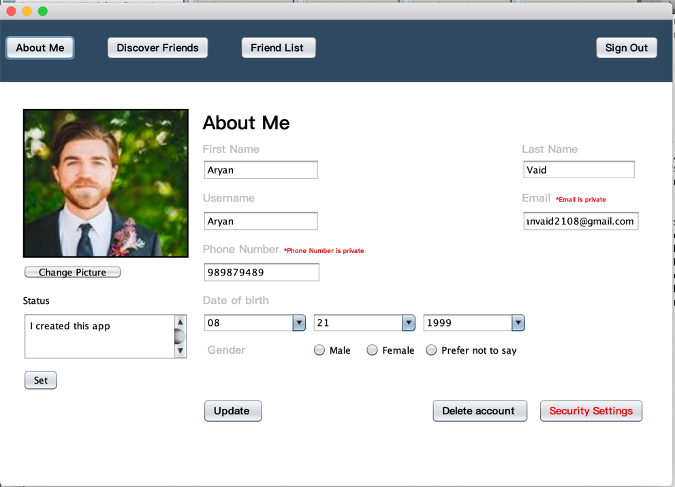 About Me
Discover Friends
Friend List
Sign Out
About Me
First Name
Last Name
Aryan
Vaid
Username
Email *Email is private
Aryan
anvaid2108@gmail.com
Phone Number *Phone Number is private
Change Picture
989879489
Status
Date of birth
I created this app
08
21
1999
Gender
Male
Female
Prefer not to say
Set
Update
Delete account
Security Settings